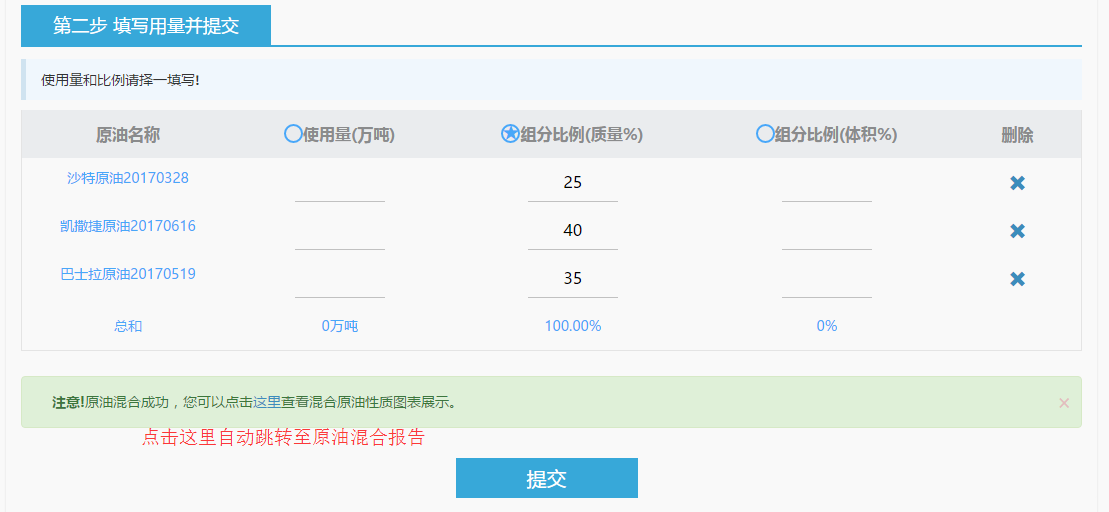 第二步 填写用量并提交
使用量和比例请择一填写!
原油名称 使用量(万吨) 组分比例(质量%) 组分比例(体积%) 删除
沙特原油20170328 25
凯撒捷原油20170616 40
巴士拉原油20170519 35
总和 0万吨 100.00% 0%
注意!原油混合成功，您可以点击这里查看混合原油性质图表展示。 ×
点击这里自动跳转至原油混合报告
提交